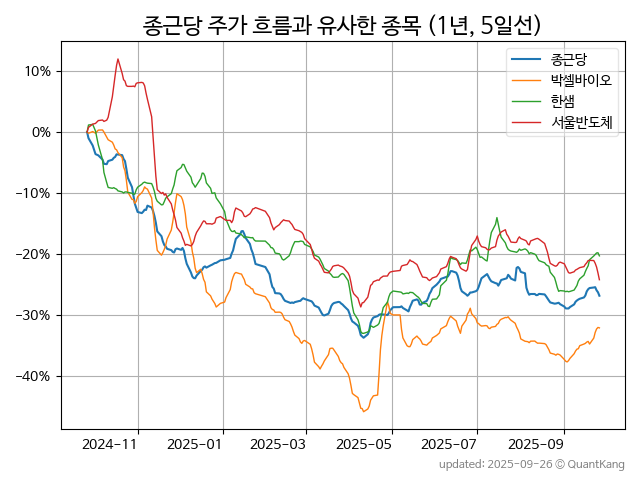 종근당 주가 흐름과 유사한 종목 (1년, 5일선)
종근당
박셀바이오
한샘
서울반도체
10%
0%
−10%
−20%
−30%
−40%
2024-11
2025-01
2025-03
2025-05
2025-07
2025-09
updated: 2025-09-26 © QuantKang